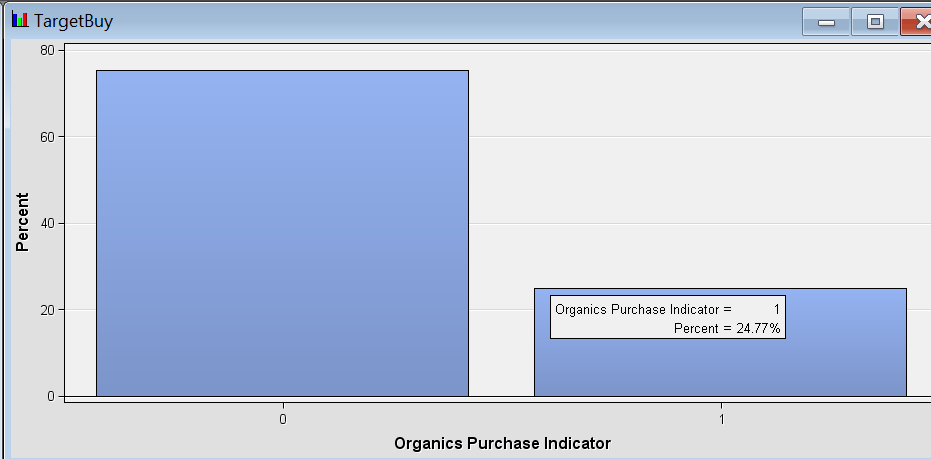 TargetBuy
80
60
40
20
0
Percent
Organics Purchase Indicator = 1
Percent = 24.77%
0 1
Organics Purchase Indicator